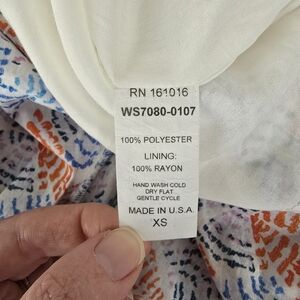 RN 161016
WS7080-0107
100% POLYESTER
LINING:
100% RAYON
HAND WASH COLD
DRY FLAT
GENTLE CYCLE
MADE IN U.S.A.
XS